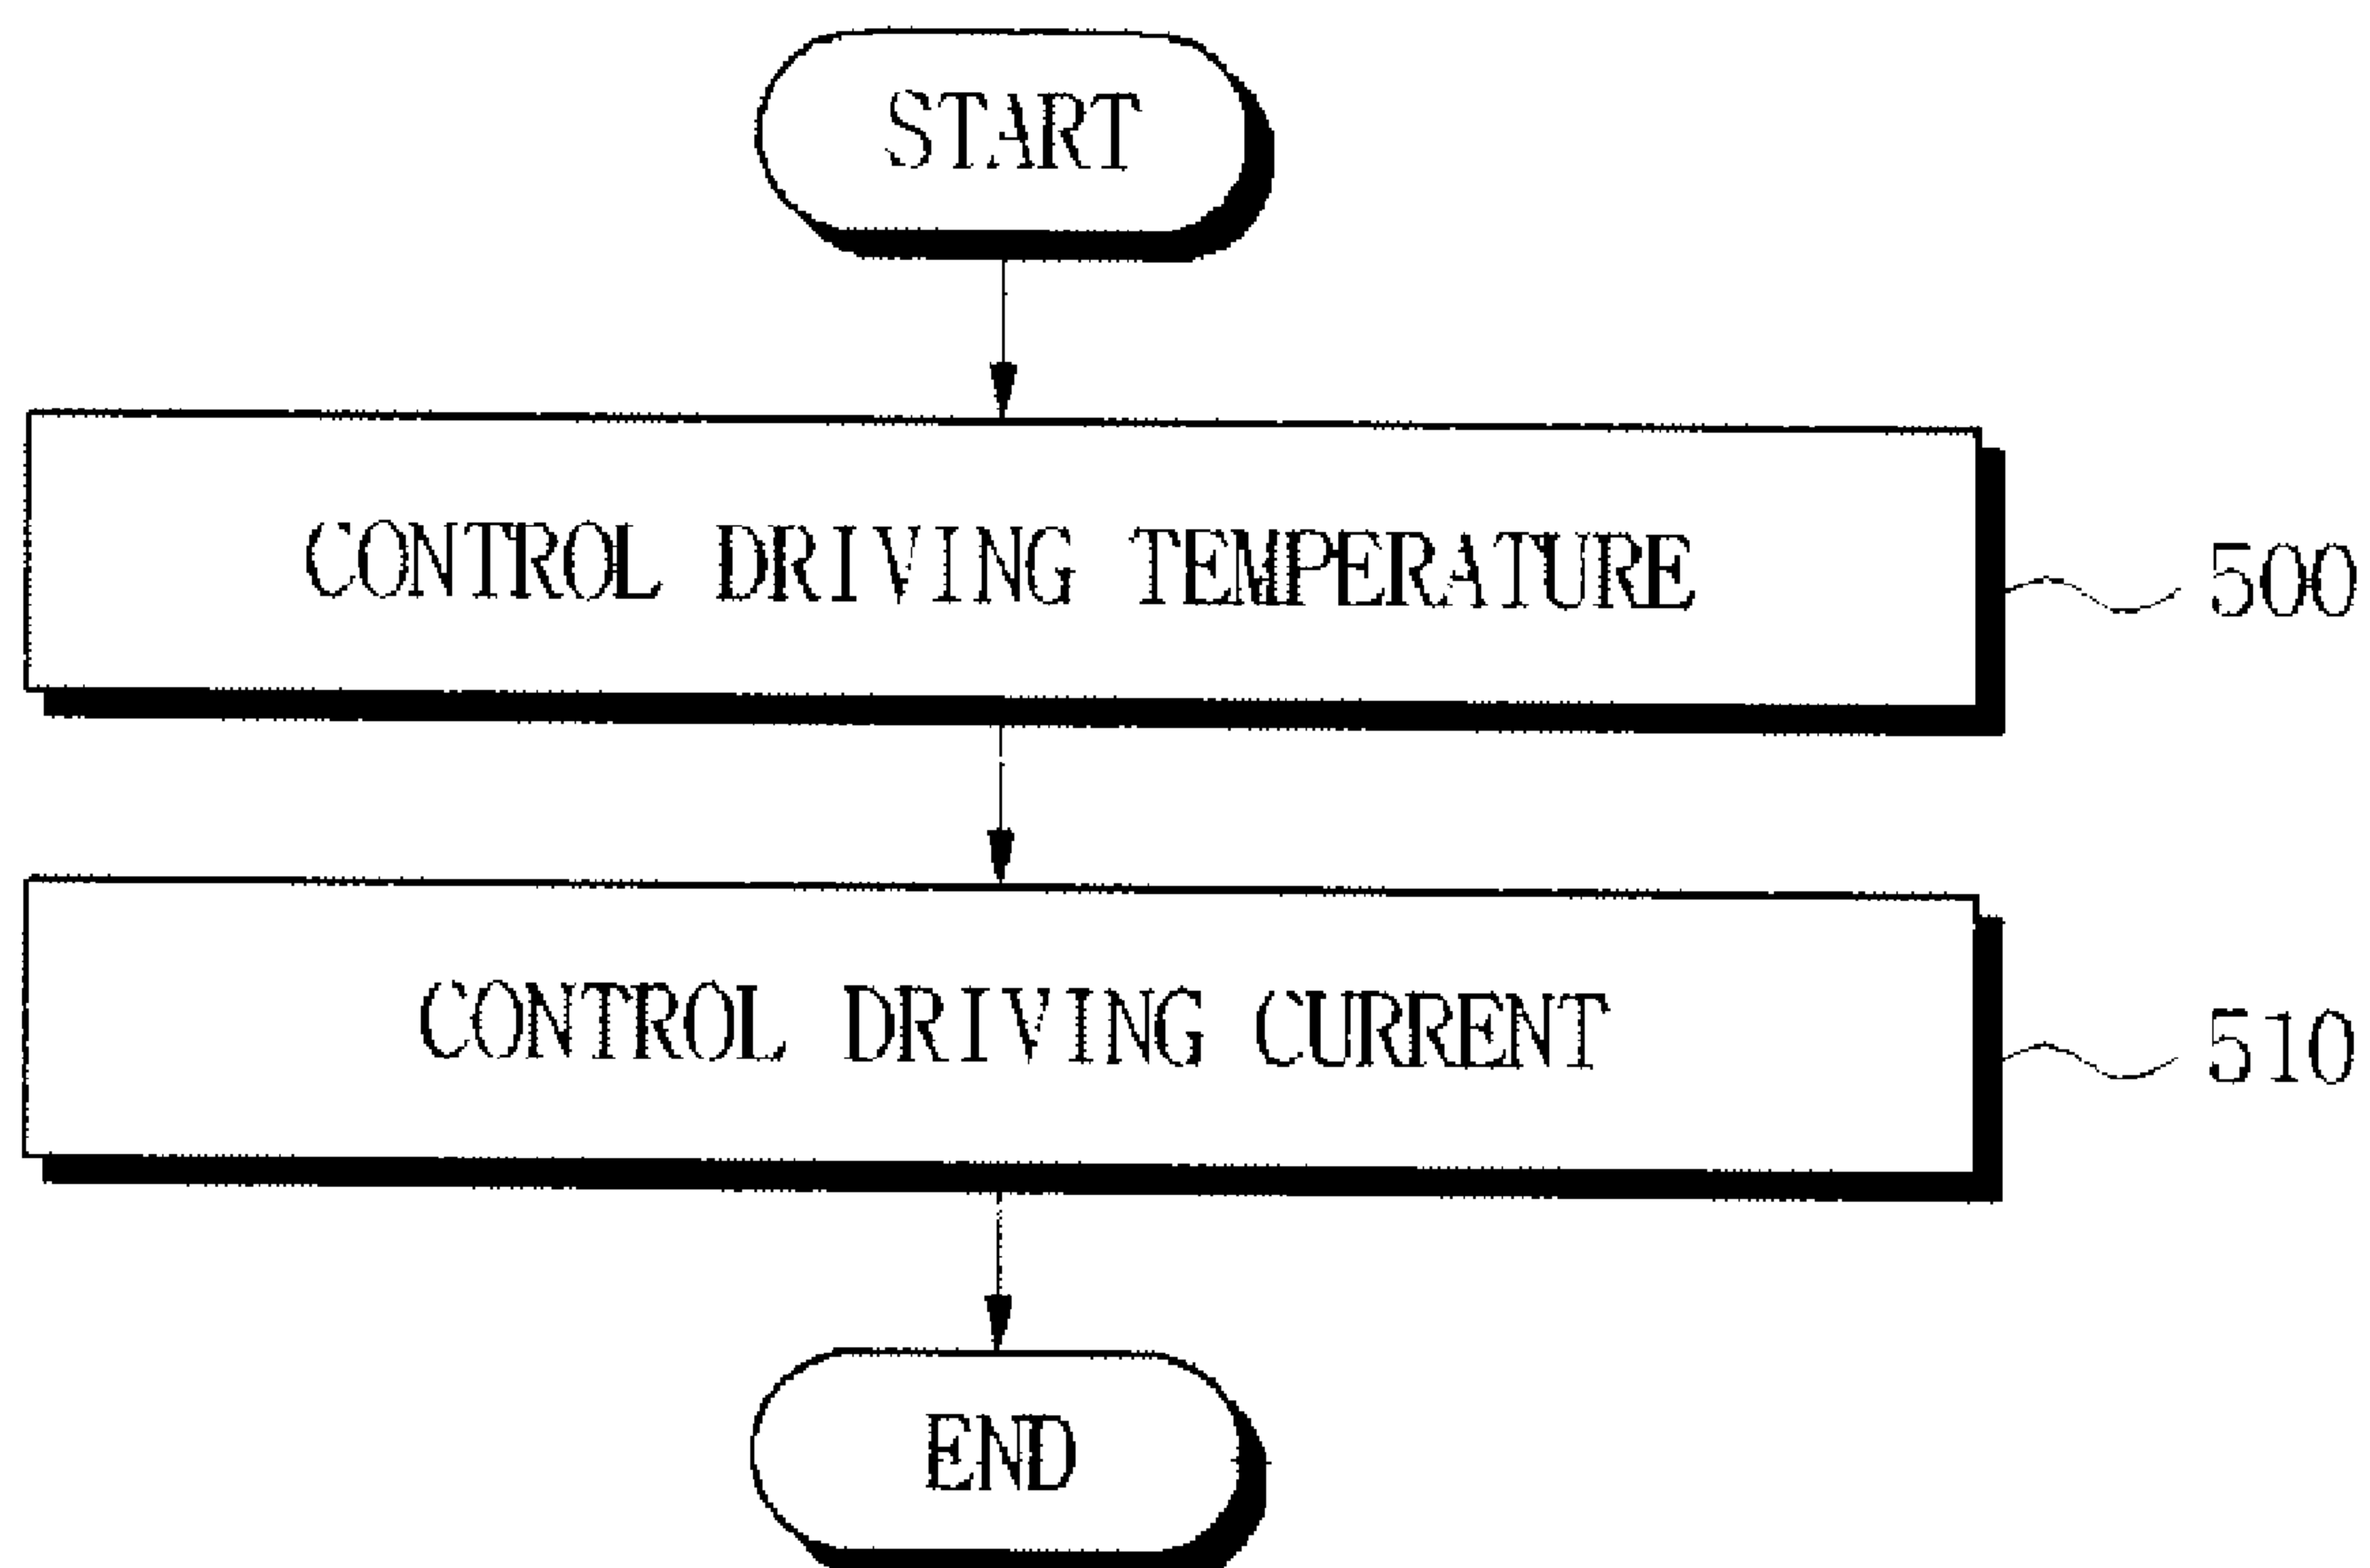 START
CONTROL DRIVING TEMPERATURE
500
CONTROL DRIVING CURRENT
510
END